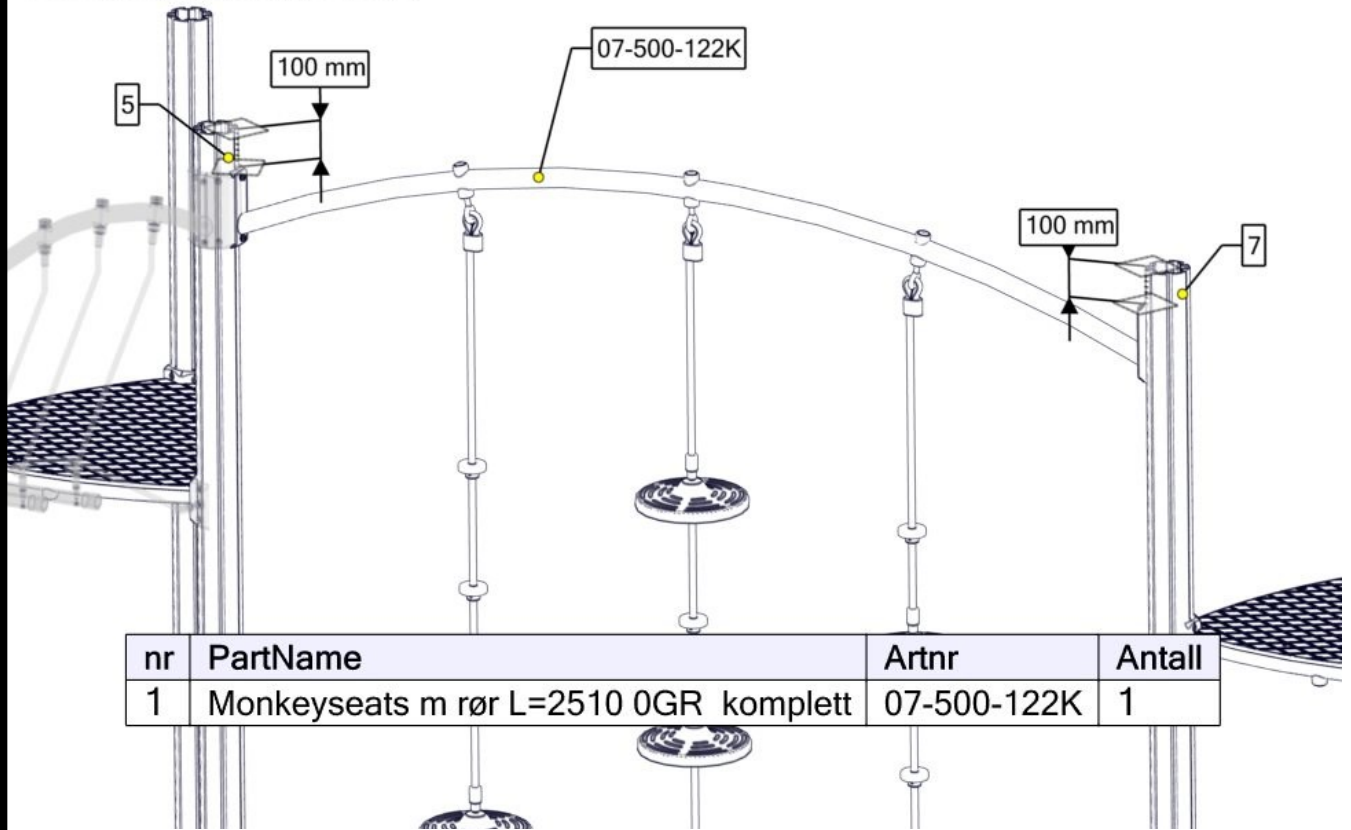 07-500-122K
100 mm
5
100 mm
7
nr PartName Artnr Antall
1 Monkeyseats m rør L=2510 0GR komplett 07-500-122K 1